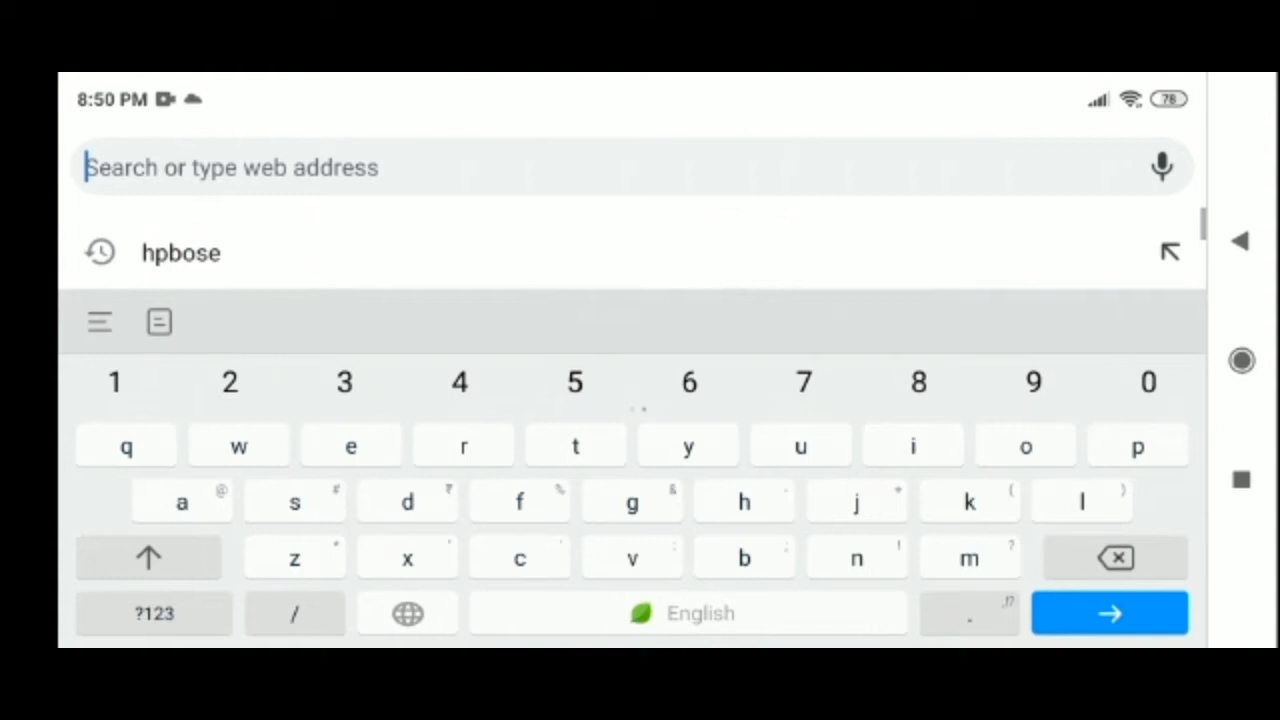 8:50 PM 78
Search or type web address
hpbose
1 2 3 4 5 6 7 8 9 0
q w e r t y u i o p
@ # ₹ % & - + ( )
a s d f g h j k l
* " ' : ; ! ?
z x c v b n m
?123 / English . ,!?